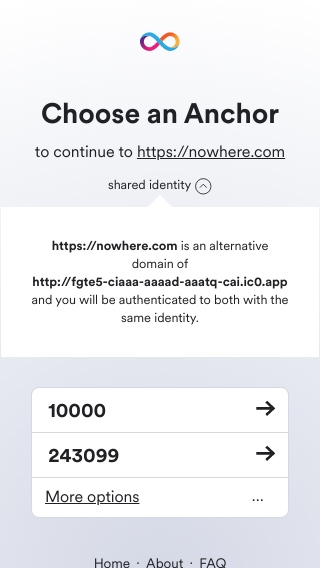 Choose an Anchor
to continue to https://nowhere.com
shared identity
https://nowhere.com is an alternative
domain of
http://fgte5-ciaaa-aaaad-aaatq-cai.ic0.app
and you will be authenticated to both with the
same identity.
10000
243099
More options ...
Home · About · FAQ